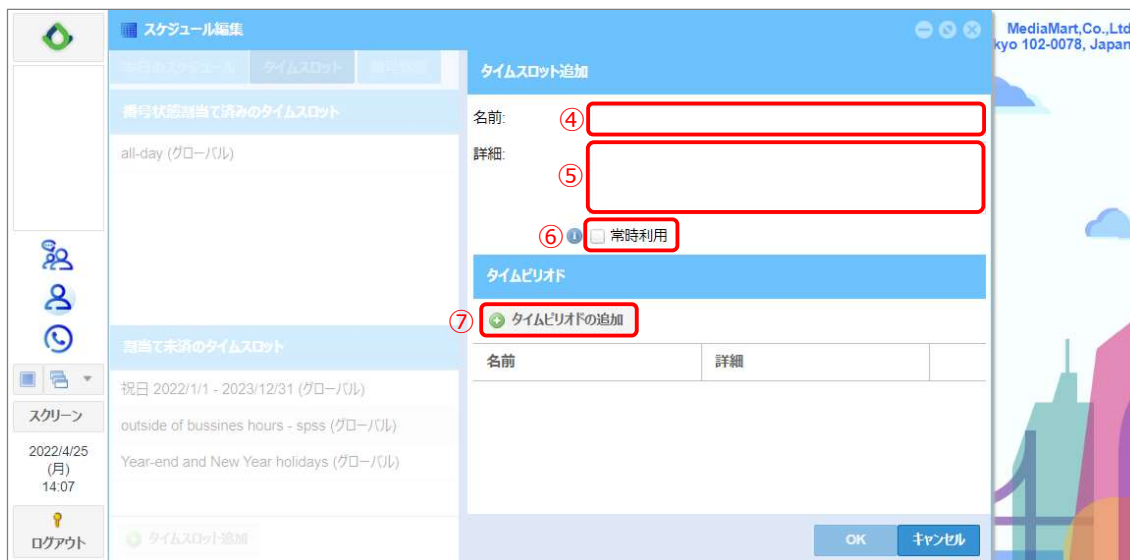 スケジュール編集
MediaMart,Co.,Ltd
kyo 102-0078, Japan
本日のスケジュール
タイムスロット
番号状態
タイムスロット追加
番号状態割当て済みのタイムスロット
all-day (グローバル)
名前:
④
詳細:
⑤
⑥
常時利用
タイムピリオド
⑦
タイムピリオドの追加
名前
詳細
割当て未済のタイムスロット
祝日 2022/1/1 - 2023/12/31 (グローバル)
outside of bussines hours - spss (グローバル)
Year-end and New Year holidays (グローバル)
スクリーン
2022/4/25
(月)
14:07
ログアウト
タイムスロット追加
OK
キャンセル